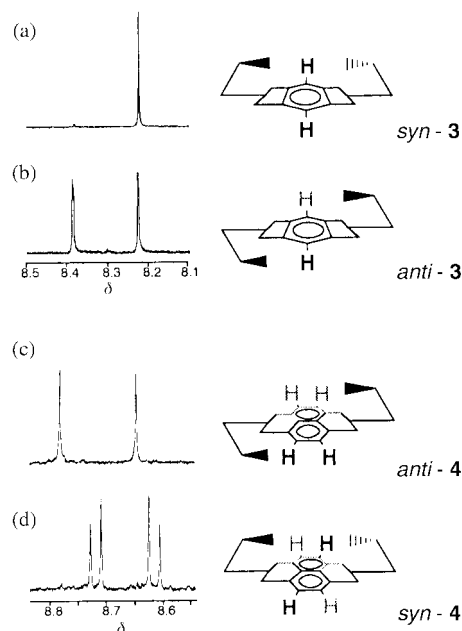 (a)
H
H
syn - 3
(b)
H
H
anti - 3
8.5 8.4 8.3 8.2 8.1
δ
(c)
H H
H H
anti - 4
(d)
H H
H H
syn - 4
8.8 8.7 8.6
δ